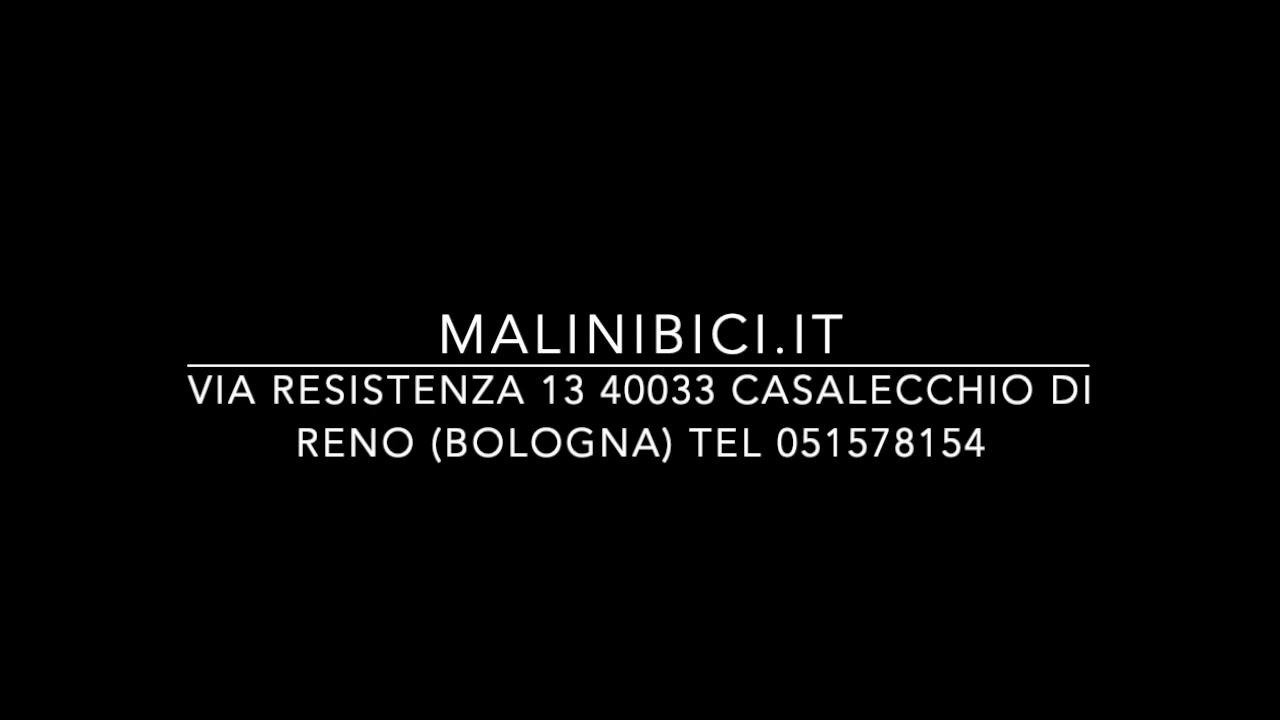 MALINIBICI.IT
VIA RESISTENZA 13 40033 CASALECCHIO DI
RENO (BOLOGNA) TEL 051578154